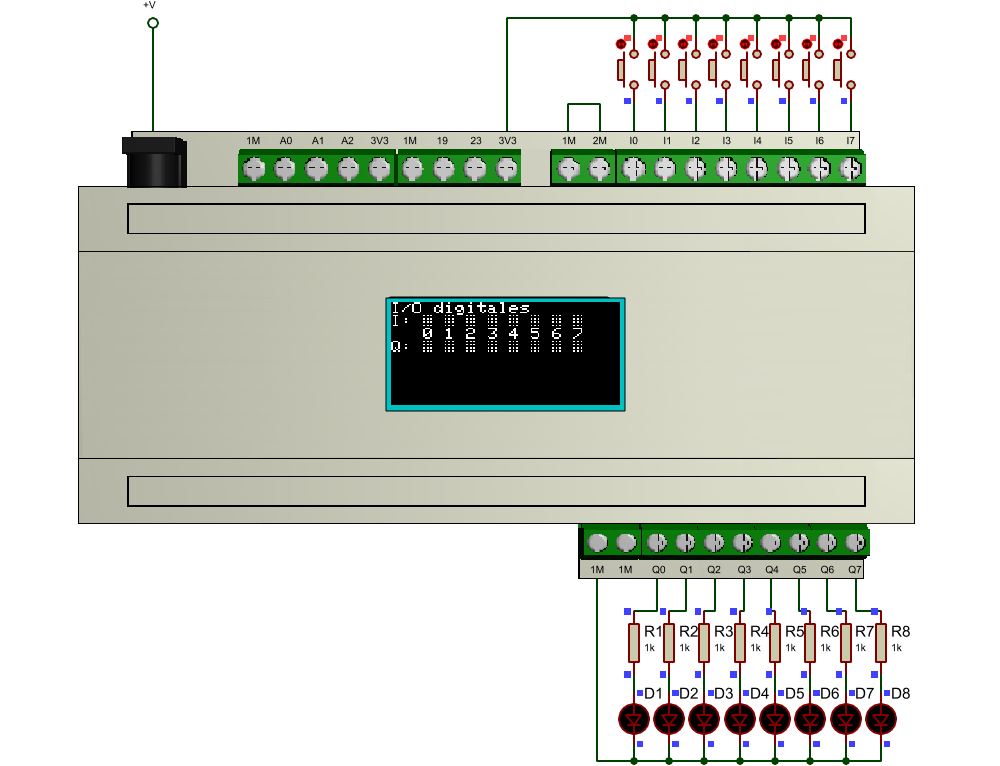 +V
1M A0 A1 A2 3V3 1M 19 23 3V3 1M 2M I0 I1 I2 I3 I4 I5 I6 I7
I/O digitales
I:
0 1 2 3 4 5 6 7
Q:
1M 1M Q0 Q1 Q2 Q3 Q4 Q5 Q6 Q7
R1 R2 R3 R4 R5 R6 R7 R8
1k 1k 1k 1k 1k 1k 1k 1k
D1 D2 D3 D4 D5 D6 D7 D8